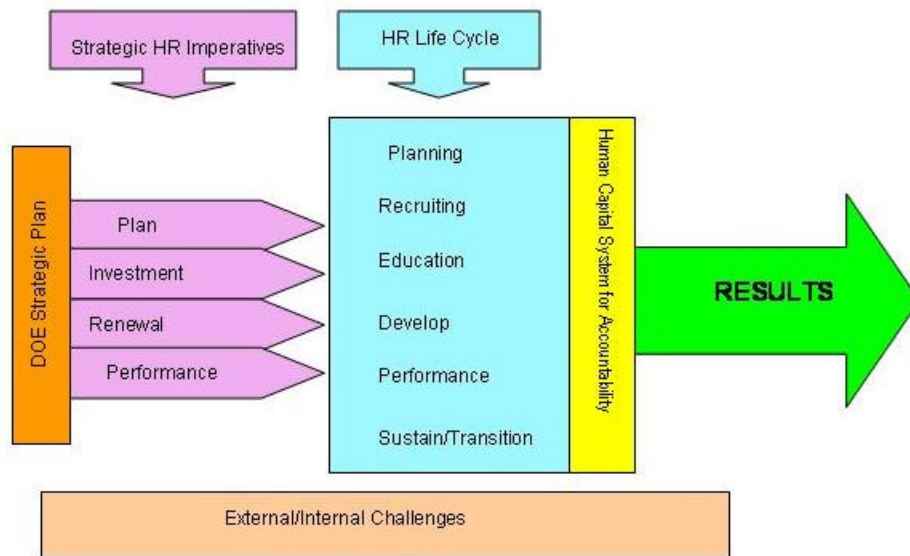 Strategic HR Imperatives
HR Life Cycle
DOE Strategic Plan
Plan
Investment
Renewal
Performance
Planning
Recruiting
Education
Develop
Performance
Sustain/Transition
Human Capital System for Accountability
RESULTS
External/Internal Challenges